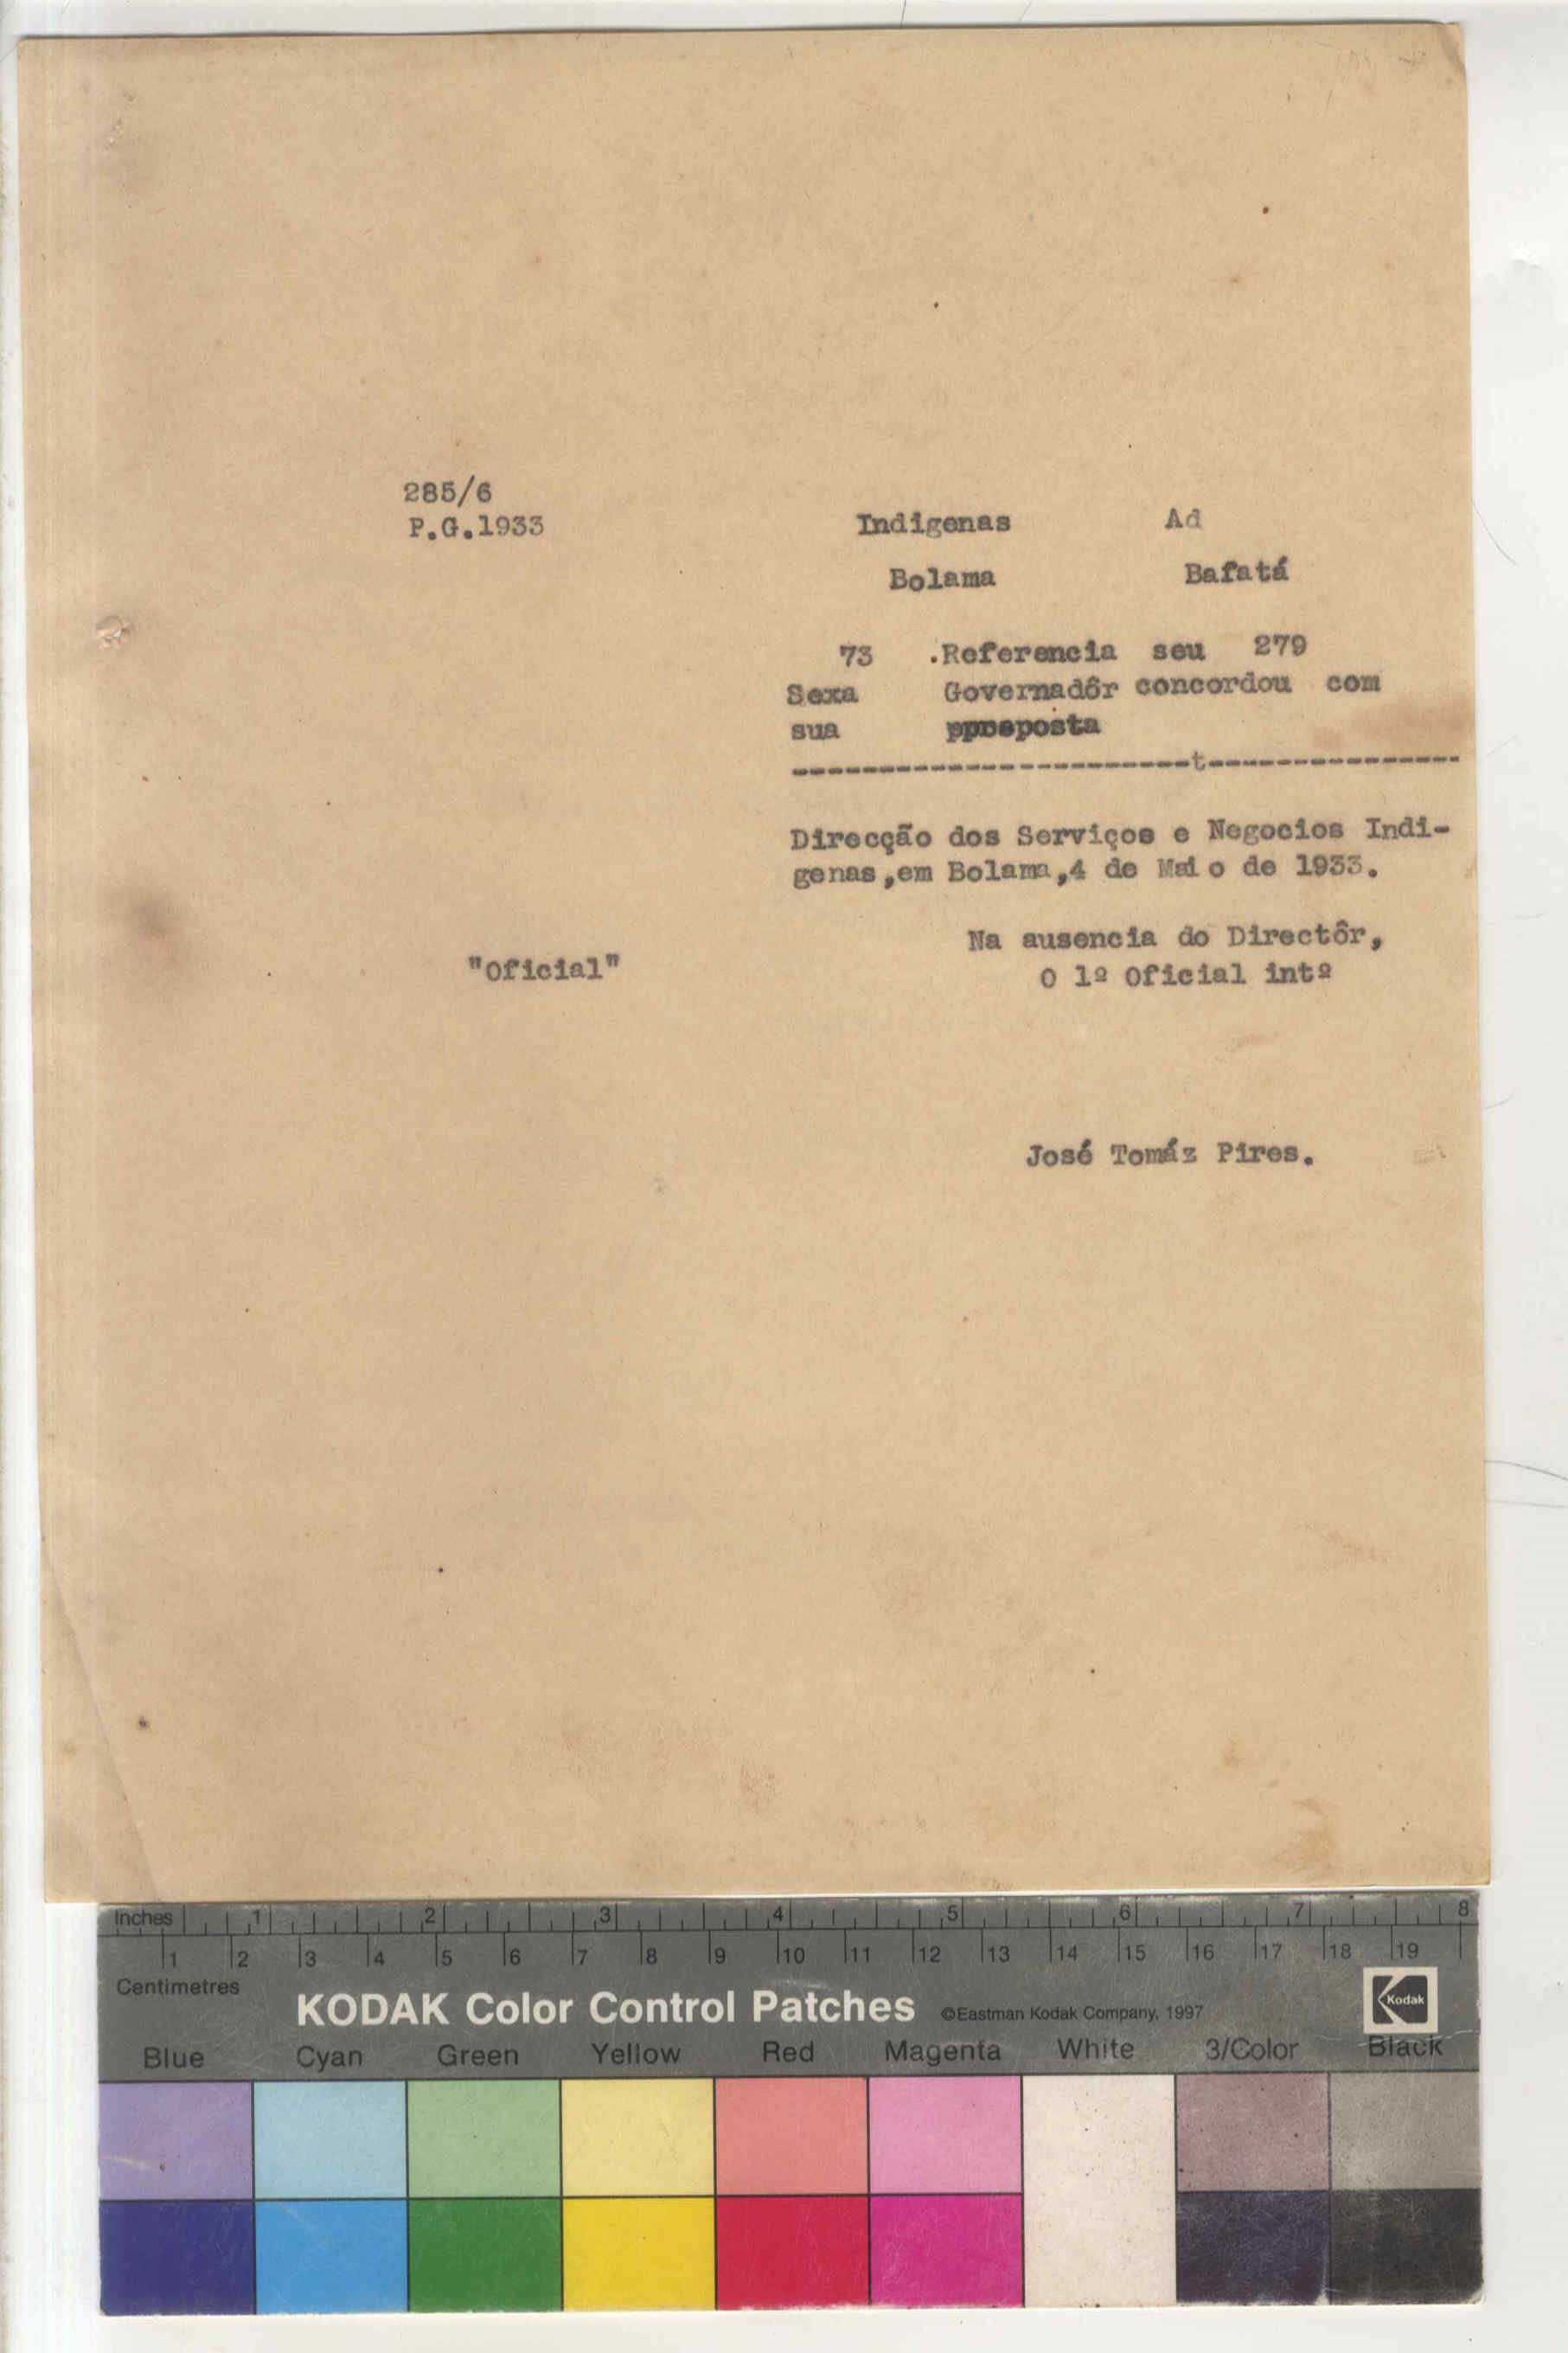 285/6
P.G.1933
Indigenas Ad
Bolama Bafatá
73 .Referencia seu 279
Sexa Governadôr concordou com
sua proposta
-------------------------t----------------
Direcção dos Serviços e Negocios Indi-
genas,em Bolama,4 de Maio de 1933.
Na ausencia do Directôr,
"Oficial"
O 1º Oficial intº
José Tomáz Pires.
Inches 1 2 3 4 5 6 7 8
1 2 3 4 5 6 7 8 9 10 11 12 13 14 15 16 17 18 19
Centimetres
KODAK Color Control Patches ©Eastman Kodak Company, 1997 Kodak
Blue Cyan Green Yellow Red Magenta White 3/Color Black